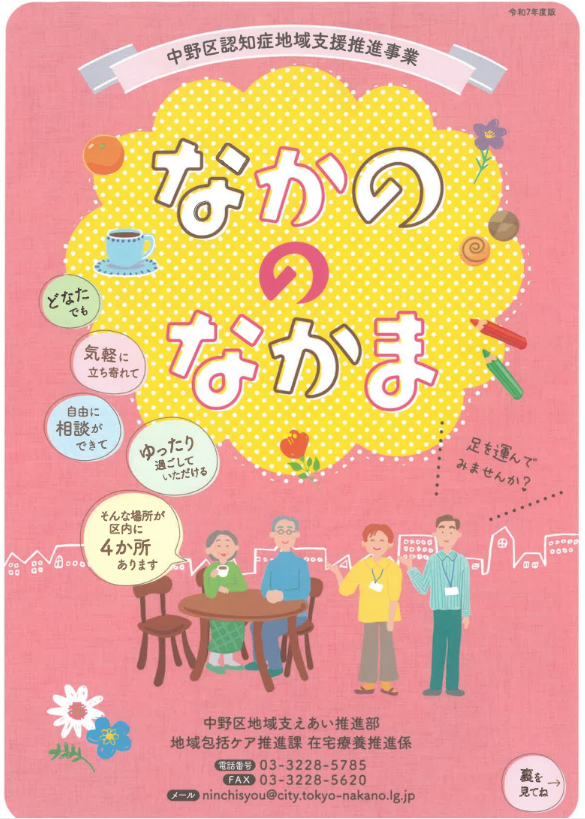 令和7年度版
中野区認知症地域支援推進事業
なかの
の
なかま
どなた
でも
気軽に
立ち寄れて
自由に
相談が
できて
ゆったり
過ごして
いただける
そんな場所が
区内に
4か所
あります
足を運んで
みませんか?
中野区地域支えあい推進部
地域包括ケア推進課 在宅療養推進係
電話番号 03-3228-5785
FAX 03-3228-5620
メール ninchisyou@city.tokyo-nakano.lg.jp
裏を
見てね